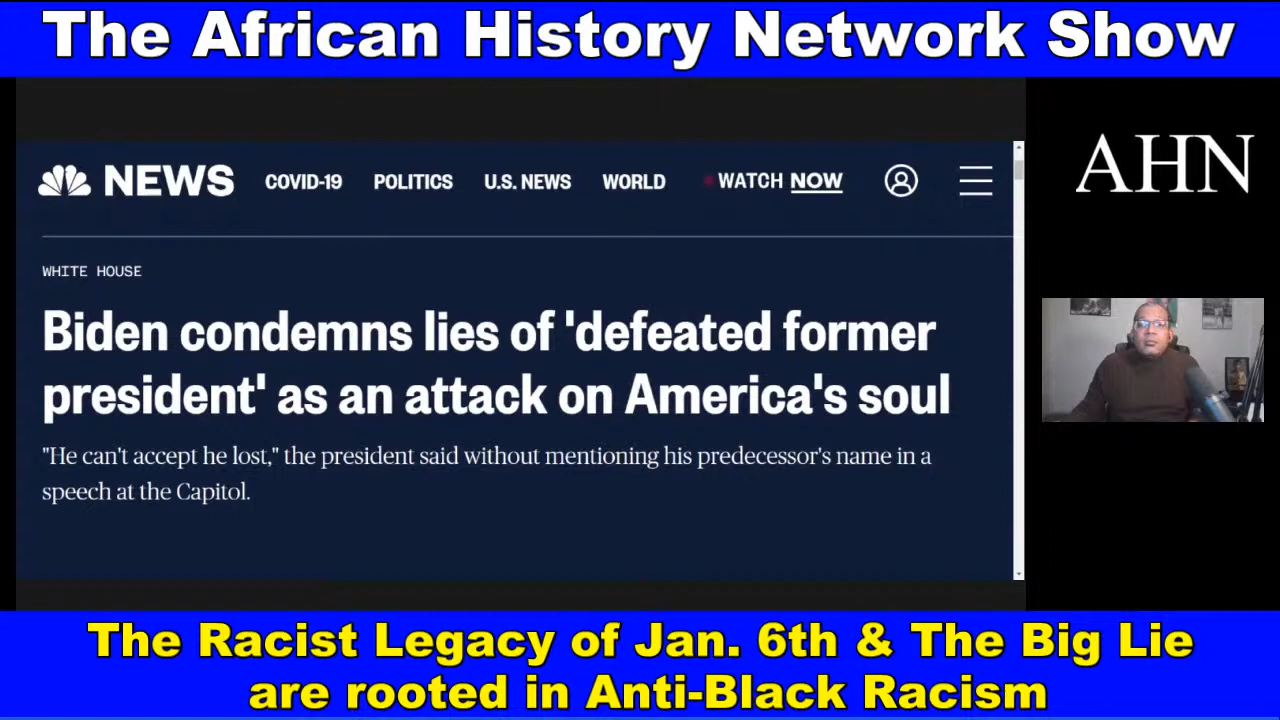 The African History Network Show
AHN
NEWS COVID-19 POLITICS U.S. NEWS WORLD WATCH NOW
WHITE HOUSE
Biden condemns lies of 'defeated former
president' as an attack on America's soul
"He can't accept he lost," the president said without mentioning his predecessor's name in a
speech at the Capitol.
The Racist Legacy of Jan. 6th & The Big Lie
are rooted in Anti-Black Racism